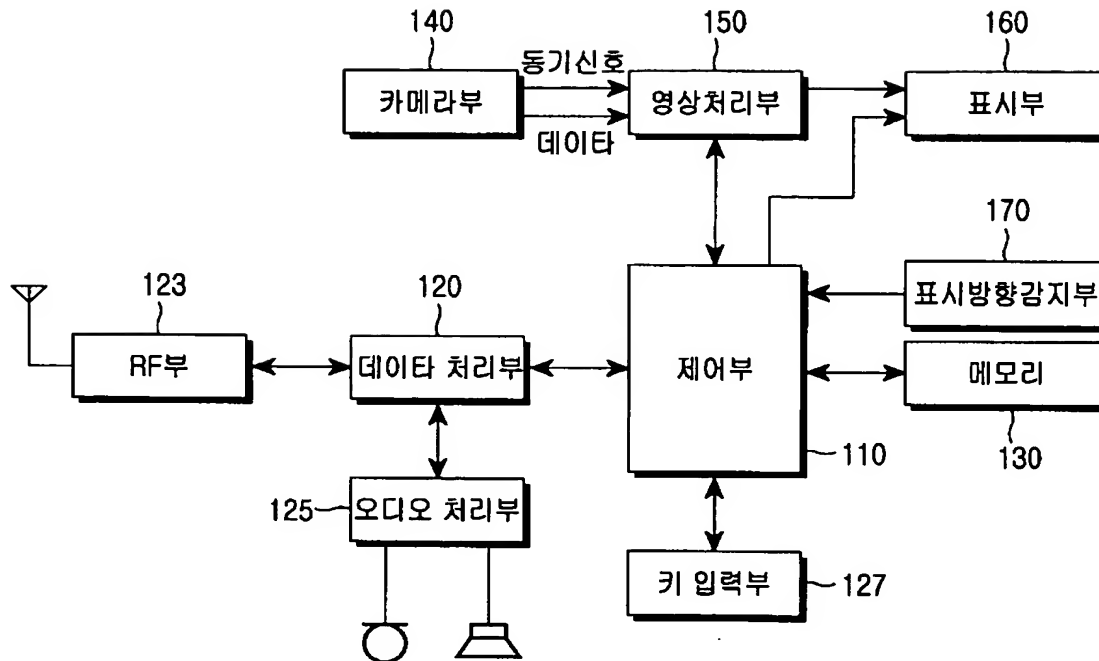 140
150
160
동기신호
카메라부
영상처리부
표시부
데이타
170
표시방향감지부
123
120
RF부
데이타 처리부
제어부
메모리
110
130
125
오디오 처리부
키 입력부
127